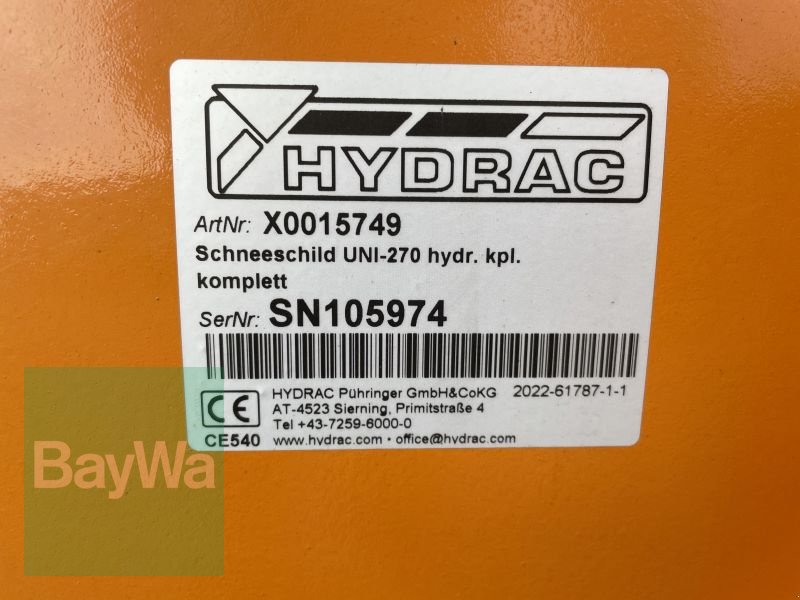 HYDRAC
ArtNr: X0015749
Schneeschild UNI-270 hydr. kpl.
komplett
SerNr: SN105974
HYDRAC Pühringer GmbH&CoKG 2022-61787-1-1
AT-4523 Sierning, Primitstraße 4
Tel +43-7259-6000-0
CE
CE540 www.hydrac.com • office@hydrac.com
BayWa